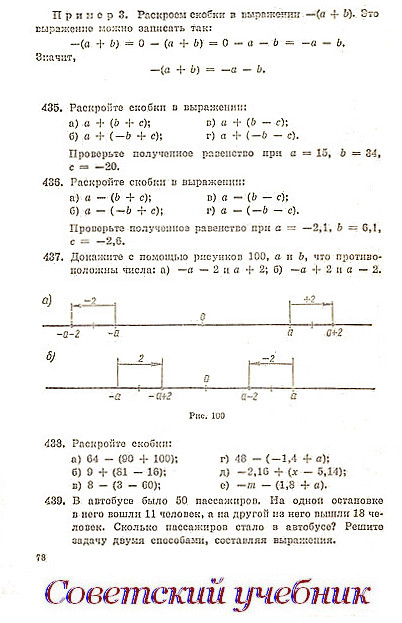 Пример 3. Раскроем скобки в выражении —(a + b). Это
выражение можно записать так:
—(a + b) = 0 — (a + b) = 0 — a — b = —a — b.
Значит,
—(a + b) = —a — b.
435. Раскройте скобки в выражении:
а) a + (b + c); в) a + (b — c);
б) a + (—b + c); г) a + (—b — c).
Проверьте полученное равенство при a = 15, b = 34,
c = —20.
436. Раскройте скобки в выражении:
а) a — (b + c); в) a — (b — c);
б) a — (—b + c); г) a — (—b — c).
Проверьте полученное равенство при a = —2,1, b = 6,1,
c = —2,6.
437. Докажите с помощью рисунков 100, а и б, что противо-
положны числа: а) —a — 2 и a + 2; б) —a + 2 и a — 2.
а)
—2 +2
0
—a—2 —a a a+2
б)
2 —2
0
—a —a+2 a—2 a
Рис. 100
438. Раскройте скобки:
а) 64 — (90 + 100); г) 48 — (—1,4 + a);
б) 9 + (81 — 16); д) —2,16 + (x — 5,14);
в) 8 — (3 — 60); е) —m — (1,8 + a).
439. В автобусе было 50 пассажиров. На одной остановке
в него вошли 11 человек, а на другой из него вышли 18 че-
ловек. Сколько пассажиров стало в автобусе? Решите
задачу двумя способами, составляя выражения.
78
Советский учебник